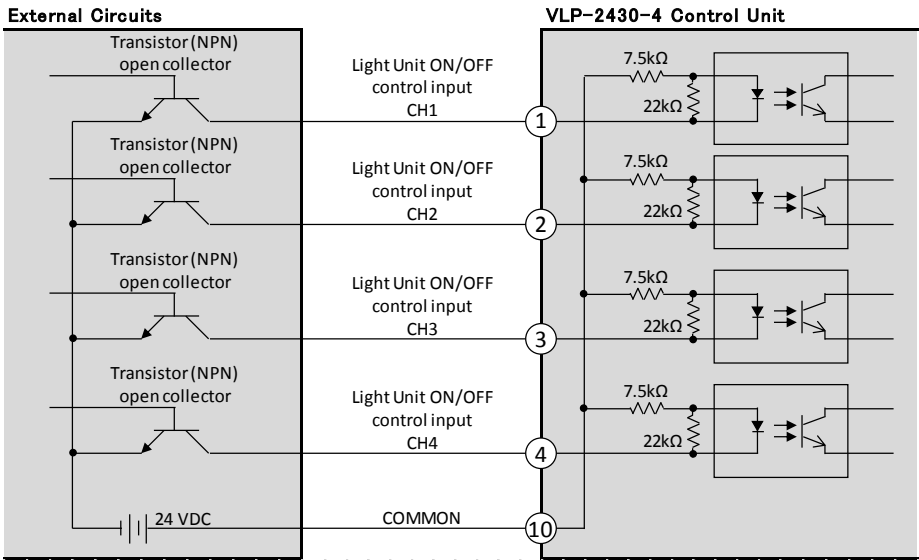 External Circuits
VLP-2430-4 Control Unit
Transistor(NPN)
open collector
Light Unit ON/OFF
control input
CH1
1
7.5kΩ
22kΩ
Transistor(NPN)
open collector
Light Unit ON/OFF
control input
CH2
2
7.5kΩ
22kΩ
Transistor(NPN)
open collector
Light Unit ON/OFF
control input
CH3
3
7.5kΩ
22kΩ
Transistor(NPN)
open collector
Light Unit ON/OFF
control input
CH4
4
7.5kΩ
22kΩ
24 VDC
COMMON
10